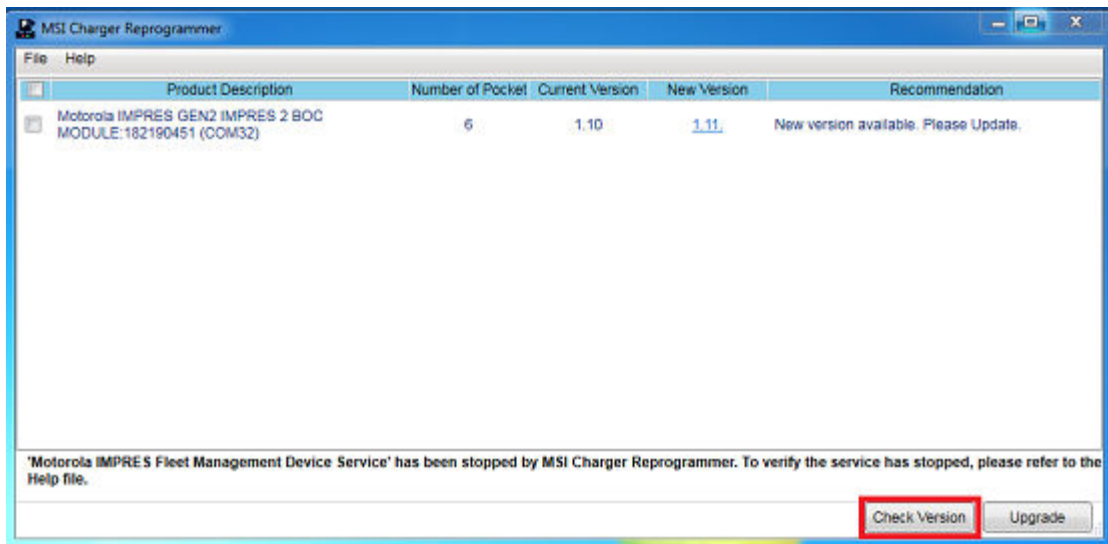 MSI Charger Reprogrammer
File Help
Product Description Number of Pocket Current Version New Version Recommendation
Motorola IMPRES GEN2 IMPRES 2 BOC
MODULE:182190451 (COM32) 6 1.10 1.11. New version available. Please Update.
'Motorola IMPRES Fleet Management Device Service' has been stopped by MSI Charger Reprogrammer. To verify the service has stopped, please refer to the
Help file.
Check Version Upgrade